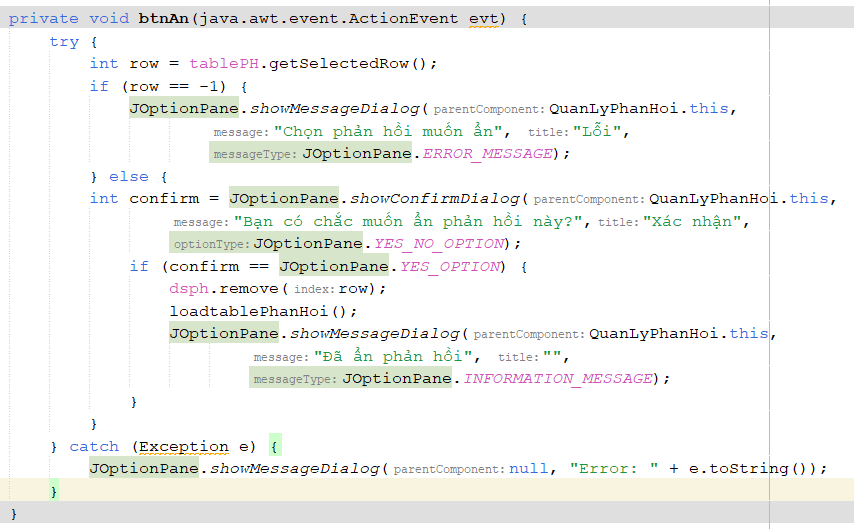 private void btnAn(java.awt.event.ActionEvent evt) {
try {
int row = tablePH.getSelectedRow();
if (row == -1) {
JOptionPane.showMessageDialog( parentComponent: QuanLyPhanHoi.this,
message: "Chọn phản hồi muốn ẩn", title: "Lỗi",
messageType: JOptionPane.ERROR_MESSAGE);
} else {
int confirm = JOptionPane.showConfirmDialog( parentComponent: QuanLyPhanHoi.this,
message: "Bạn có chắc muốn ẩn phản hồi này?", title: "Xác nhận",
optionType: JOptionPane.YES_NO_OPTION);
if (confirm == JOptionPane.YES_OPTION) {
dsph.remove( index: row);
loadtablePhanHoi();
JOptionPane.showMessageDialog( parentComponent: QuanLyPhanHoi.this,
message: "Đã ẩn phản hồi", title: "",
messageType: JOptionPane.INFORMATION_MESSAGE);
}
}
} catch (Exception e) {
JOptionPane.showMessageDialog( parentComponent: null, "Error: " + e.toString());
}
}